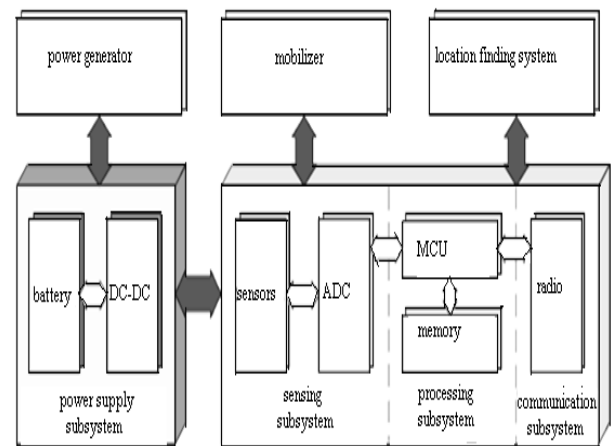 power generator
mobilizer
location finding system
battery
DC-DC
sensors
ADC
MCU
memory
radio
power supply
subsystem
sensing
subsystem
processing
subsystem
communication
subsystem